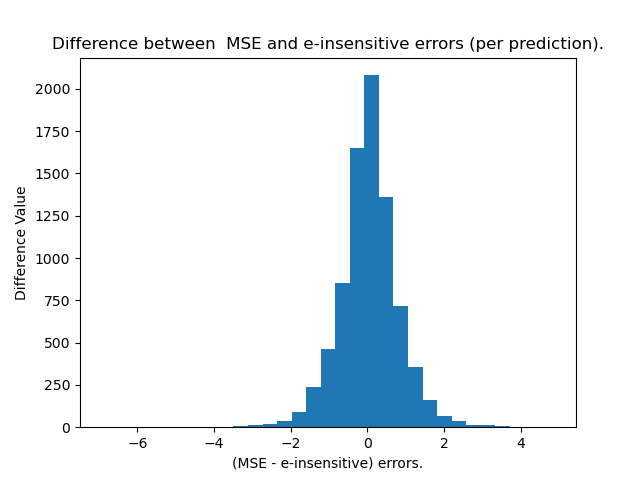 Difference between  MSE and e-insensitive errors (per prediction).
2000
1750
1500
1250
1000
750
500
250
0
Difference Value
−6 −4 −2 0 2 4
(MSE - e-insensitive) errors.